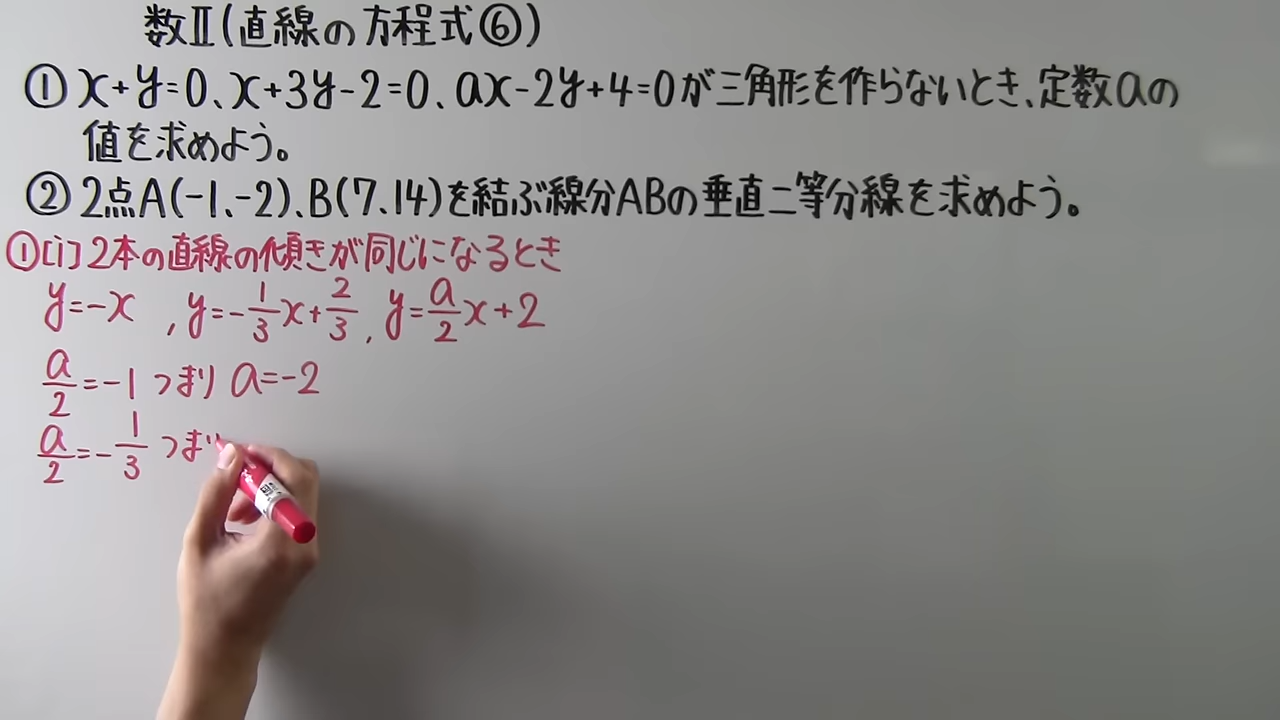 数Ⅱ(直線の方程式⑥)
① x+y=0、x+3y-2=0、ax-2y+4=0が三角形を作らないとき、定数aの
値を求めよう。
② 2点A(-1、-2)、B(7、14)を結ぶ線分ABの垂直二等分線を求めよう。
①(i) 2本の直線の傾きが同じになるとき
y=-x , y=-1/3x+2/3, y=a/2x+2
a/2=-1 つまり a=-2
a/2=-1/3 つまり